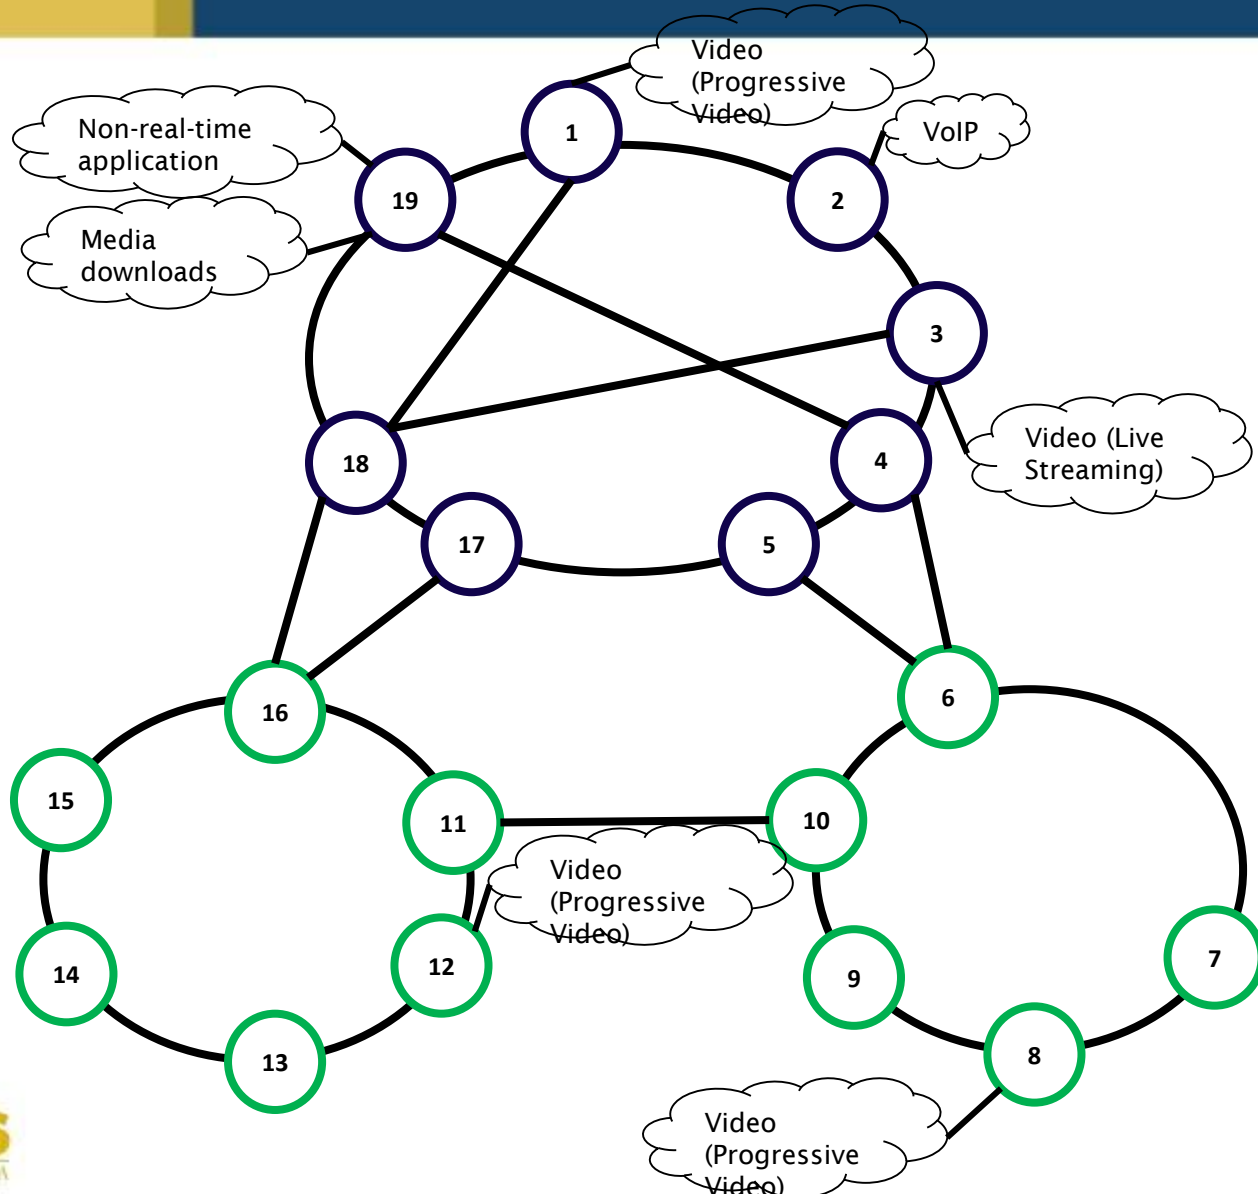 Video
(Progressive
Video)
1
Non-real-time
application
VoIP
19
2
Media
downloads
3
Video (Live
Streaming)
18
4
17
5
6
16
15
11
10
Video
(Progressive
Video)
12
14
9
7
13
8
Video
(Progressive
Video)